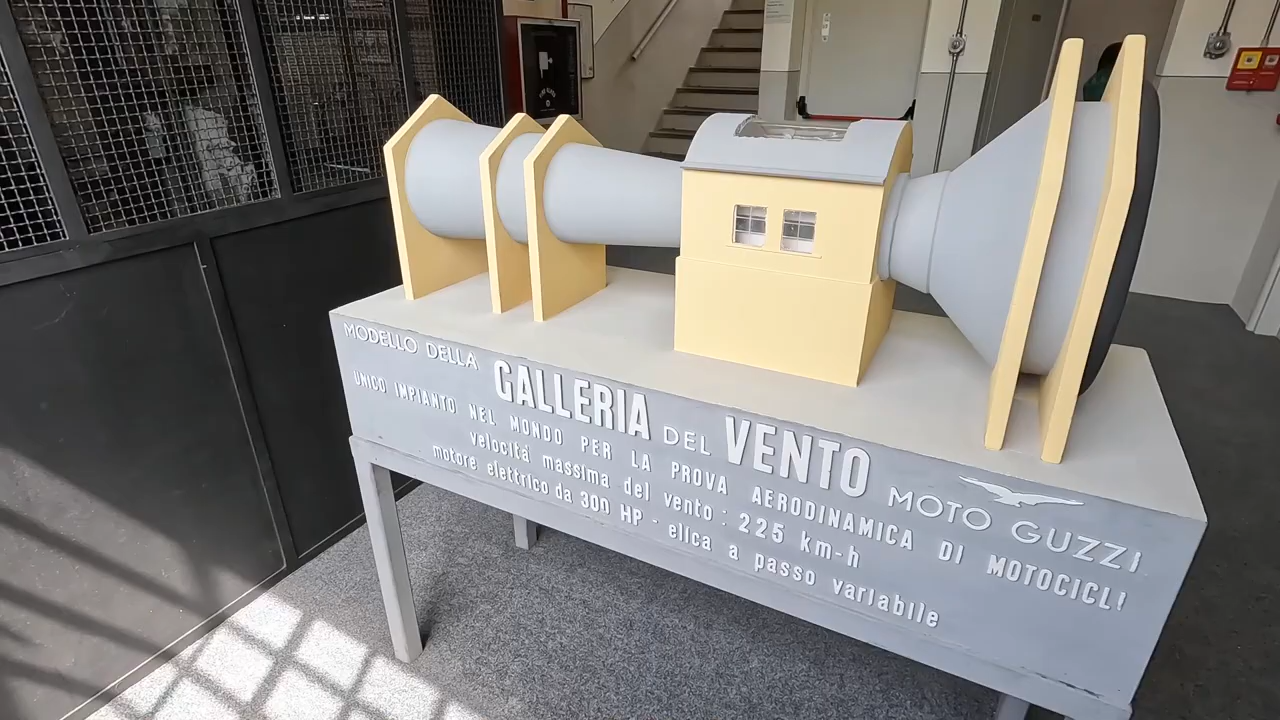 MODELLO DELLA GALLERIA DEL VENTO MOTO GUZZI
UNICO IMPIANTO NEL MONDO PER LA PROVA AERODINAMICA DI MOTOCICLI
velocitá massima del vento : 225 km-h
motore elettrico da 300 HP - elica a passo variabile